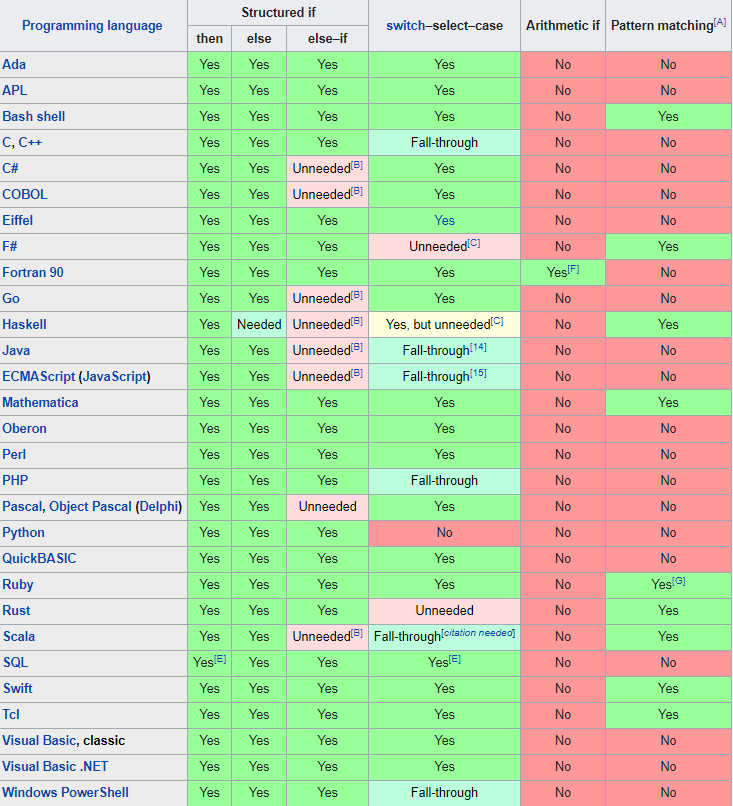 Programming language Structured if switch–select–case Arithmetic if Pattern matching[A]
then else else–if
Ada Yes Yes Yes Yes No No
APL Yes Yes Yes Yes No No
Bash shell Yes Yes Yes Yes No Yes
C, C++ Yes Yes Yes Fall-through No No
C# Yes Yes Unneeded[B] Yes No No
COBOL Yes Yes Unneeded[B] Yes No No
Eiffel Yes Yes Yes Yes No No
F# Yes Yes Yes Unneeded[C] No Yes
Fortran 90 Yes Yes Yes Yes Yes[F] No
Go Yes Yes Unneeded[B] Yes No No
Haskell Yes Needed Unneeded[B] Yes, but unneeded[C] No Yes
Java Yes Yes Unneeded[B] Fall-through[14] No No
ECMAScript (JavaScript) Yes Yes Unneeded[B] Fall-through[15] No No
Mathematica Yes Yes Yes Yes No Yes
Oberon Yes Yes Yes Yes No No
Perl Yes Yes Yes Yes No No
PHP Yes Yes Yes Fall-through No No
Pascal, Object Pascal (Delphi) Yes Yes Unneeded Yes No No
Python Yes Yes Yes No No No
QuickBASIC Yes Yes Yes Yes No No
Ruby Yes Yes Yes Yes No Yes[G]
Rust Yes Yes Yes Unneeded No Yes
Scala Yes Yes Unneeded[B] Fall-through[citation needed] No Yes
SQL Yes[E] Yes Yes Yes[E] No No
Swift Yes Yes Yes Yes No Yes
Tcl Yes Yes Yes Yes No Yes
Visual Basic, classic Yes Yes Yes Yes No No
Visual Basic .NET Yes Yes Yes Yes No No
Windows PowerShell Yes Yes Yes Fall-through No No